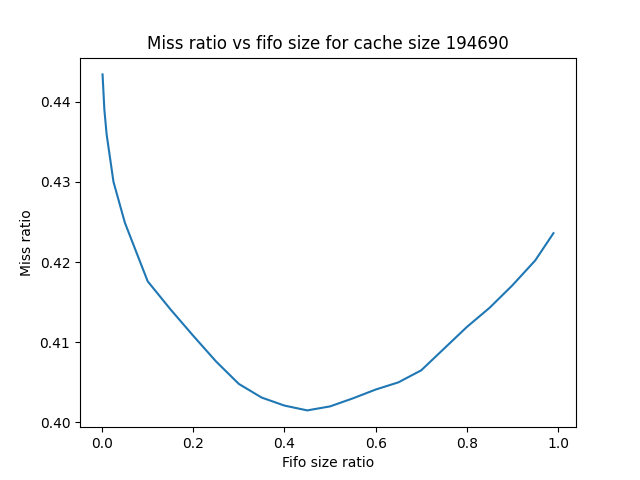 Miss ratio vs fifo size for cache size 194690
0.44
0.43
0.42
0.41
0.40
Miss ratio
0.0 0.2 0.4 0.6 0.8 1.0
Fifo size ratio